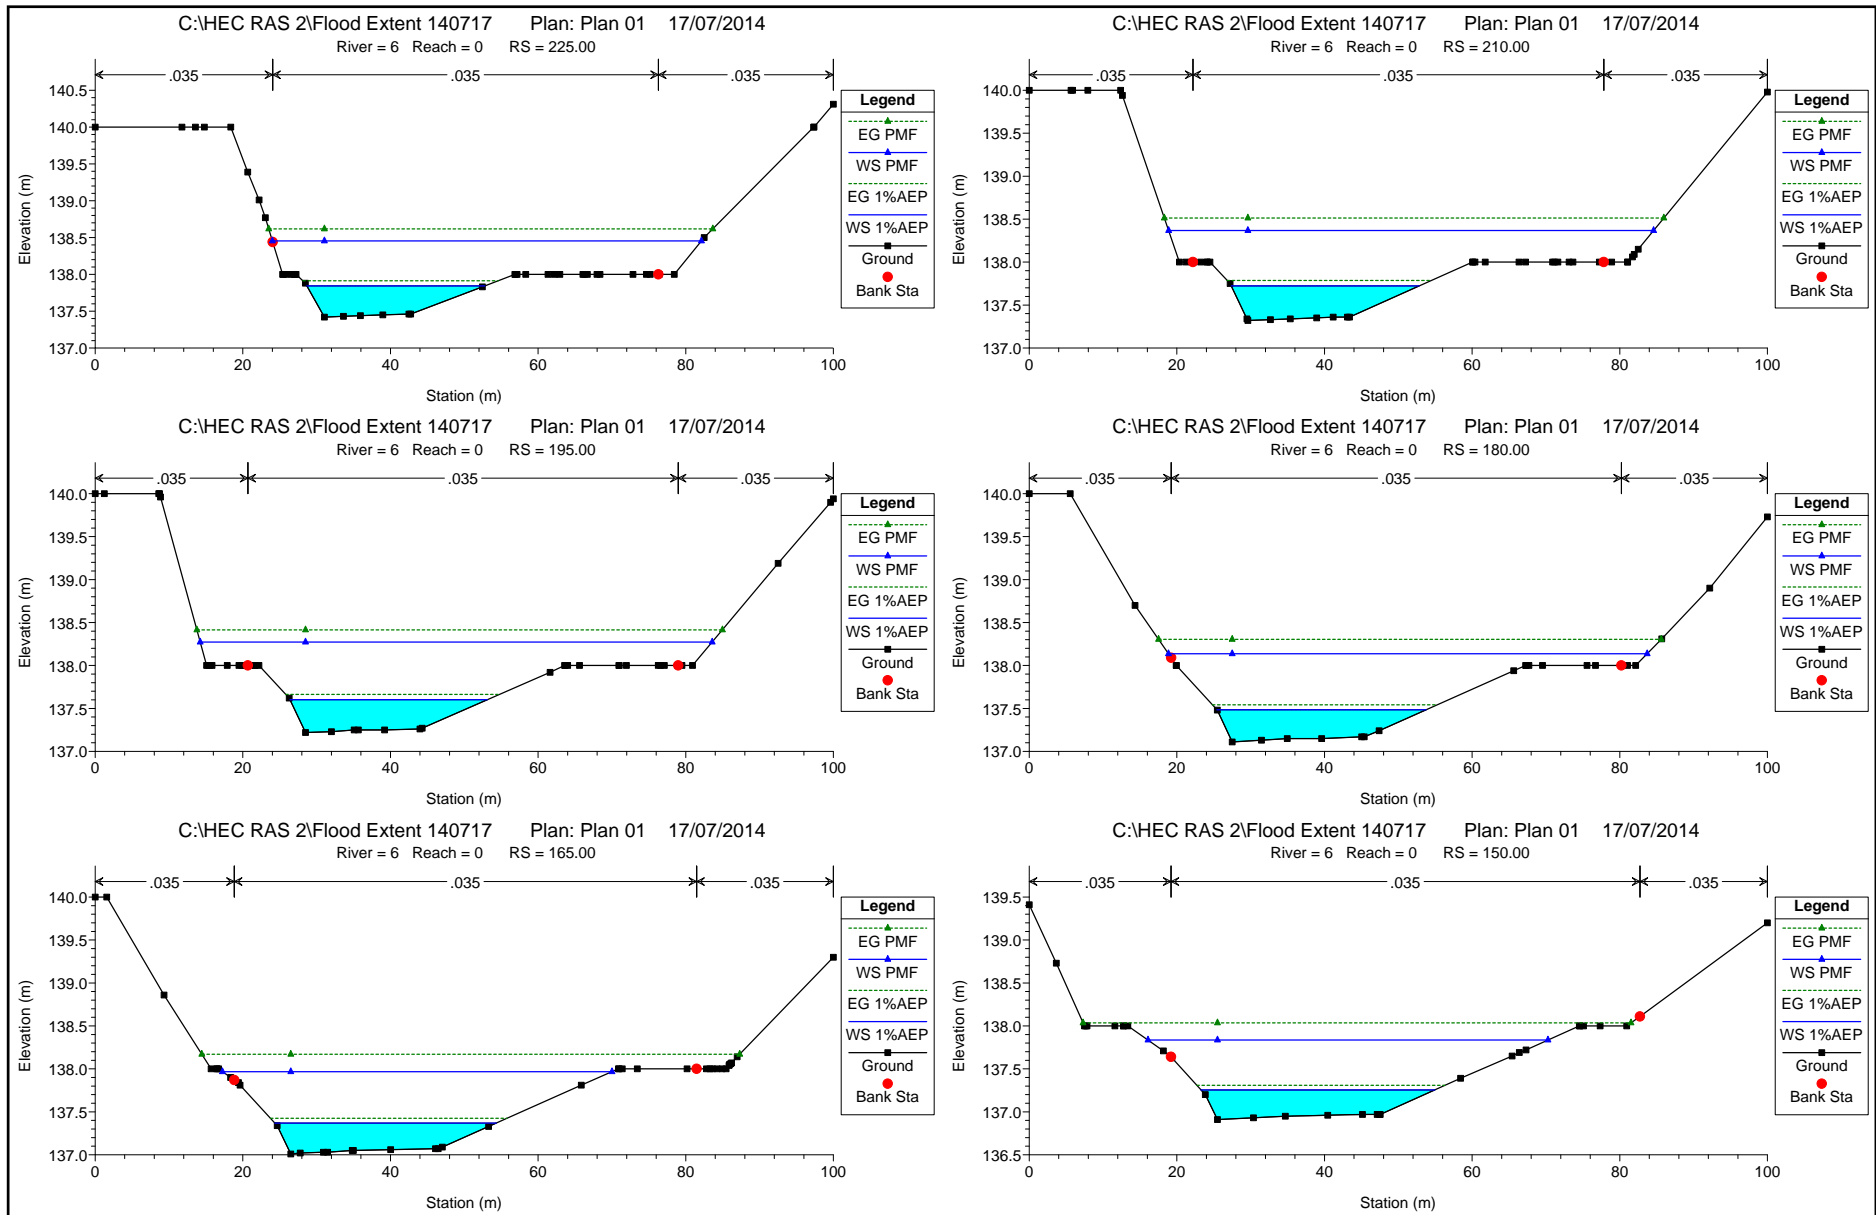 C:\HEC RAS 2\Flood Extent 140717 Plan: Plan 01 17/07/2014
River = 6 Reach = 0 RS = 225.00
.035 .035 .035
140.5
140.0
139.5
139.0
138.5
138.0
137.5
137.0
Elevation (m)
0 20 40 60 80 100
Station (m)
Legend
EG PMF
WS PMF
EG 1%AEP
WS 1%AEP
Ground
Bank Sta
C:\HEC RAS 2\Flood Extent 140717 Plan: Plan 01 17/07/2014
River = 6 Reach = 0 RS = 210.00
.035 .035 .035
140.0
139.5
139.0
138.5
138.0
137.5
137.0
Elevation (m)
0 20 40 60 80 100
Station (m)
Legend
EG PMF
WS PMF
EG 1%AEP
WS 1%AEP
Ground
Bank Sta
C:\HEC RAS 2\Flood Extent 140717 Plan: Plan 01 17/07/2014
River = 6 Reach = 0 RS = 195.00
.035 .035 .035
140.0
139.5
139.0
138.5
138.0
137.5
137.0
Elevation (m)
0 20 40 60 80 100
Station (m)
Legend
EG PMF
WS PMF
EG 1%AEP
WS 1%AEP
Ground
Bank Sta
C:\HEC RAS 2\Flood Extent 140717 Plan: Plan 01 17/07/2014
River = 6 Reach = 0 RS = 180.00
.035 .035 .035
140.0
139.5
139.0
138.5
138.0
137.5
137.0
Elevation (m)
0 20 40 60 80 100
Station (m)
Legend
EG PMF
WS PMF
EG 1%AEP
WS 1%AEP
Ground
Bank Sta
C:\HEC RAS 2\Flood Extent 140717 Plan: Plan 01 17/07/2014
River = 6 Reach = 0 RS = 165.00
.035 .035 .035
140.0
139.5
139.0
138.5
138.0
137.5
137.0
Elevation (m)
0 20 40 60 80 100
Station (m)
Legend
EG PMF
WS PMF
EG 1%AEP
WS 1%AEP
Ground
Bank Sta
C:\HEC RAS 2\Flood Extent 140717 Plan: Plan 01 17/07/2014
River = 6 Reach = 0 RS = 150.00
.035 .035 .035
139.5
139.0
138.5
138.0
137.5
137.0
136.5
Elevation (m)
0 20 40 60 80 100
Station (m)
Legend
EG PMF
WS PMF
EG 1%AEP
WS 1%AEP
Ground
Bank Sta